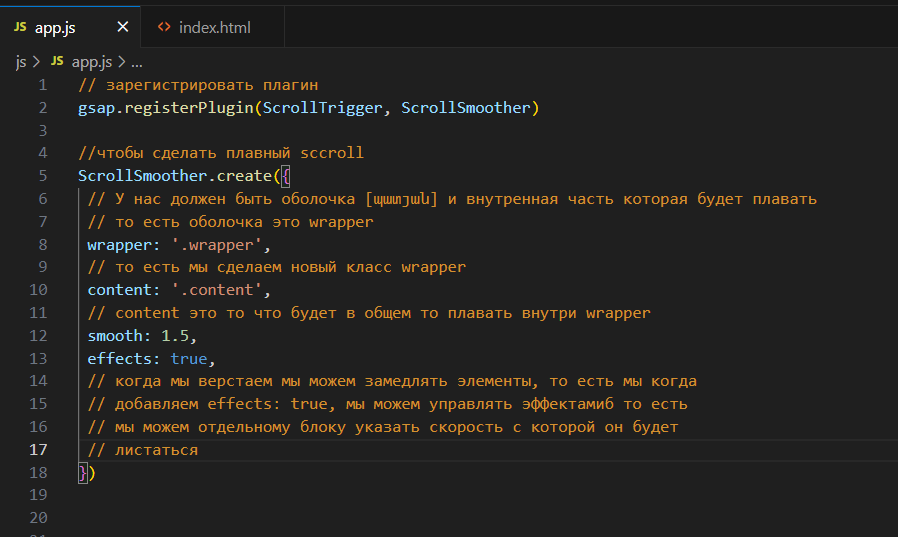 JS app.js ×
<> index.html
js > JS app.js > ...
1 // зарегистрировать плагин
2 gsap.registerPlugin(ScrollTrigger, ScrollSmoother)
3
4 //чтобы сделать плавный sccroll
5 ScrollSmoother.create({
6 // У нас должен быть оболочка [պատյան] и внутренная часть которая будет плавать
7 // то есть оболочка это wrapper
8 wrapper: '.wrapper',
9 // то есть мы сделаем новый класс wrapper
10 content: '.content',
11 // content это то что будет в общем то плавать внутри wrapper
12 smooth: 1.5,
13 effects: true,
14 // когда мы верстаем мы можем замедлять элементы, то есть мы когда
15 // добавляем effects: true, мы можем управлять эффектамиб то есть
16 // мы можем отдельному блоку указать скорость с которой он будет
17 // листаться
18 })
19
20